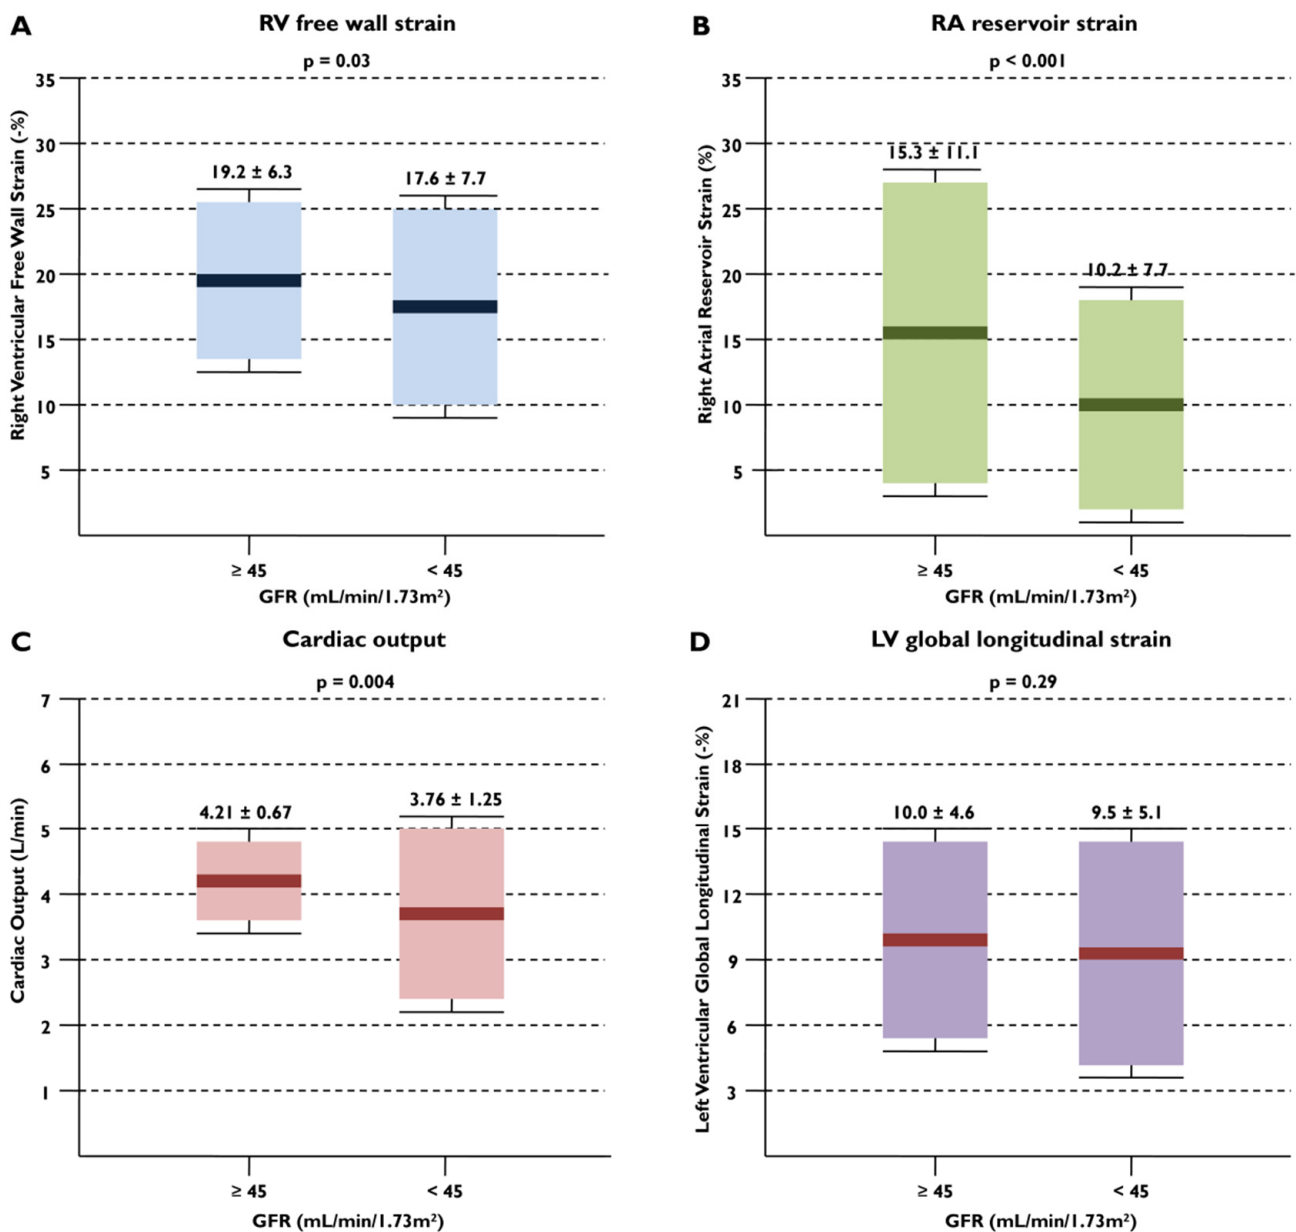 A
RV free wall strain
p = 0.03
Right Ventricular Free Wall Strain (-%)
35
30
25
20
15
10
5
19.2 ± 6.3
17.6 ± 7.7
≥ 45
< 45
GFR (mL/min/1.73m²)
B
RA reservoir strain
p < 0.001
Right Atrial Reservoir Strain (%)
35
30
25
20
15
10
5
15.3 ± 11.1
10.2 ± 7.7
≥ 45
< 45
GFR (mL/min/1.73m²)
C
Cardiac output
p = 0.004
Cardiac Output (L/min)
7
6
5
4
3
2
1
4.21 ± 0.67
3.76 ± 1.25
≥ 45
< 45
GFR (mL/min/1.73m²)
D
LV global longitudinal strain
p = 0.29
Left Ventricular Global Longitudinal Strain (-%)
21
18
15
12
9
6
3
10.0 ± 4.6
9.5 ± 5.1
≥ 45
< 45
GFR (mL/min/1.73m²)